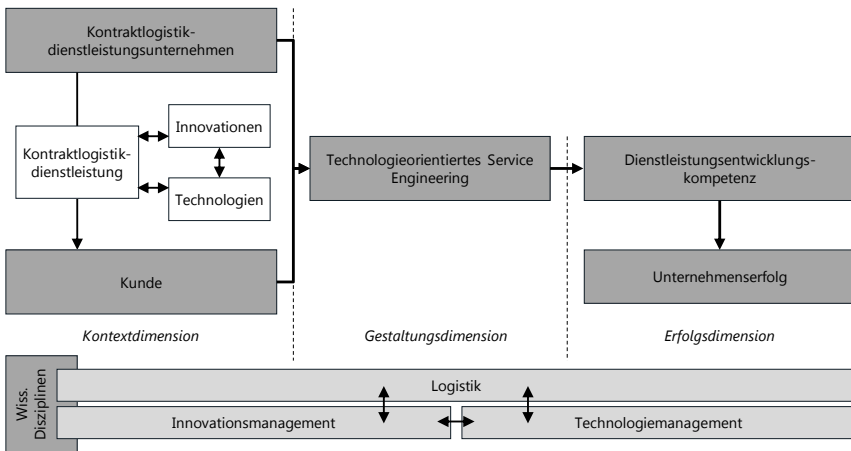 Kontraktlogistik-
dienstleistungsunternehmen
Innovationen
Kontraktlogistik-
dienstleistung
Technologien
Kunde
Technologieorientiertes Service
Engineering
Dienstleistungsentwicklungs-
kompetenz
Unternehmenserfolg
Kontextdimension
Gestaltungsdimension
Erfolgsdimension
Wiss.
Disziplinen
Logistik
Innovationsmanagement
Technologiemanagement